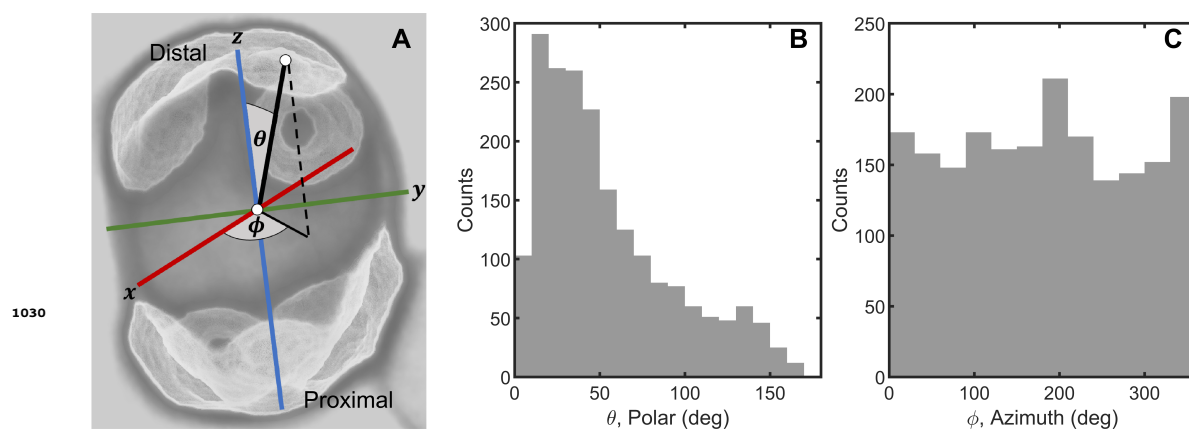 1030
A
Distal
z
θ
y
ϕ
x
Proximal
B
300
250
200
150
100
50
0
Counts
0 50 100 150
θ, Polar (deg)
C
250
200
150
100
50
0
Counts
0 100 200 300
ϕ, Azimuth (deg)